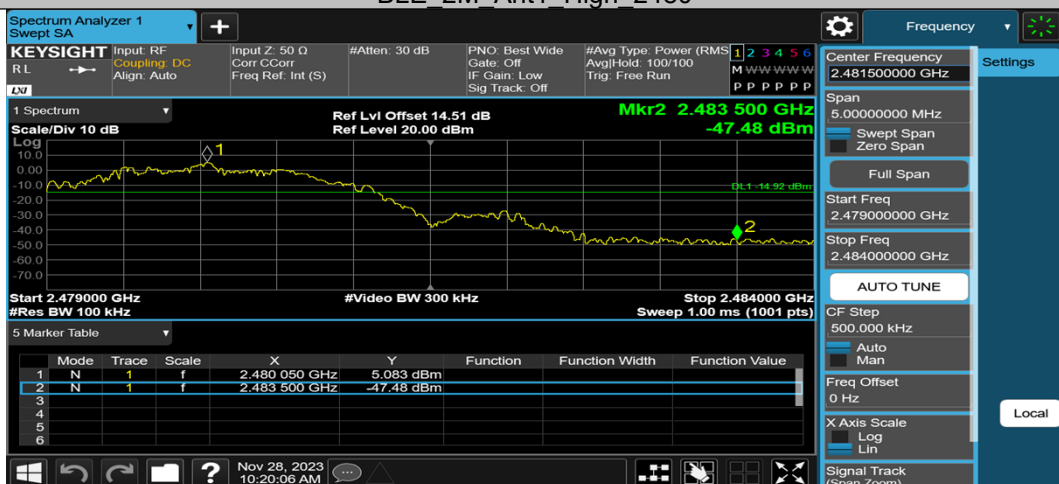 BLE_2M_Ant1_High_2480
Spectrum Analyzer 1
Swept SA
Frequency
KEYSIGHT
Input: RF
Input Z: 50 Ω
#Atten: 30 dB
PNO: Best Wide
#Avg Type: Power (RMS
1 2 3 4 5 6
RL
Coupling: DC
Corr CCorr
Gate: Off
Avg|Hold: 100/100
M W W W W W
Align: Auto
Freq Ref: Int (S)
IF Gain: Low
Trig: Free Run
LXI
Sig Track: Off
P P P P P P
1 Spectrum
Scale/Div 10 dB
Ref Lvl Offset 14.51 dB
Ref Level 20.00 dBm
Mkr2 2.483 500 GHz
-47.48 dBm
Log
10.0
0.00
-10.0
-20.0
-30.0
-40.0
-50.0
-60.0
-70.0
1
DL1 -14.92 dBm
2
Start 2.479000 GHz
#Video BW 300 kHz
Stop 2.484000 GHz
#Res BW 100 kHz
Sweep 1.00 ms (1001 pts)
5 Marker Table
Mode Trace Scale X Y Function Function Width Function Value
1 N 1 f 2.480 050 GHz 5.083 dBm
2 N 1 f 2.483 500 GHz -47.48 dBm
3
4
5
6
?
Nov 28, 2023
10:20:06 AM
Center Frequency
2.481500000 GHz
Span
5.00000000 MHz
Swept Span
Zero Span
Full Span
Start Freq
2.479000000 GHz
Stop Freq
2.484000000 GHz
AUTO TUNE
CF Step
500.000 kHz
Auto
Man
Freq Offset
0 Hz
X Axis Scale
Log
Lin
Signal Track
(Span Zoom)
Settings
Local